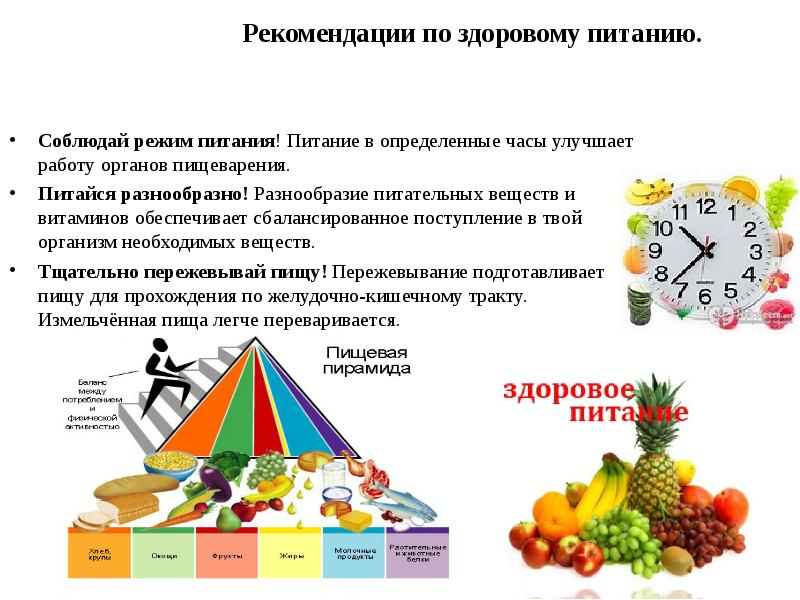 Рекомендации по здоровому питанию.
• Соблюдай режим питания! Питание в определенные часы улучшает
работу органов пищеварения.
• Питайся разнообразно! Разнообразие питательных веществ и
витаминов обеспечивает сбалансированное поступление в твой
организм необходимых веществ.
• Тщательно пережевывай пищу! Пережевывание подготавливает
пищу для прохождения по желудочно-кишечному тракту.
Измельчённая пища легче переваривается.
12
1
2
3
4
5
6
7
8
9
10
11
Пищевая
пирамида
Баланс
между
потреблением
и
физической
активностью
Хлеб,
крупы
Овощи
Фрукты
Жиры
Молочные
продукты
Растительные
и животные
белки
здоровое
питание